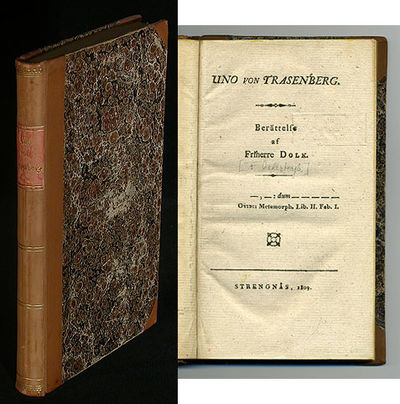 UNO VON TRASENBERG.
Berättelse
af
Friherre DOLK.
—, —: dum — — — — —
OVIDII Metamorph. Lib. II. Fab. I.
STRENGNÄS, 1809.